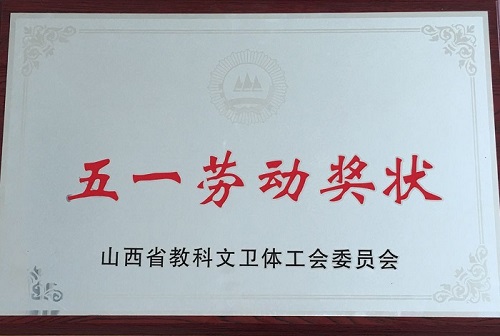 五一劳动奖状
山西省教科文卫体工会委员会